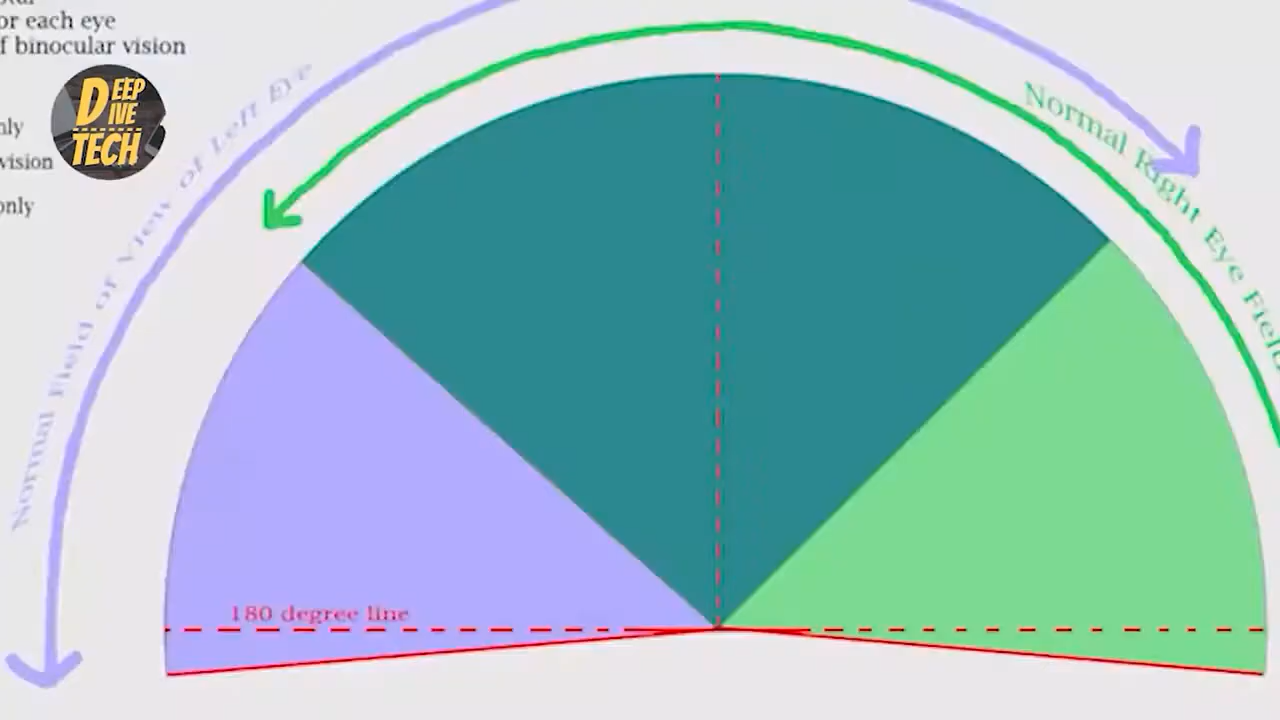 or each eye
f binocular vision
DEEP
DIVE
TECH
nly
vision
only
Normal Field of View of Left Eye
Normal Right Eye Field
180 degree line